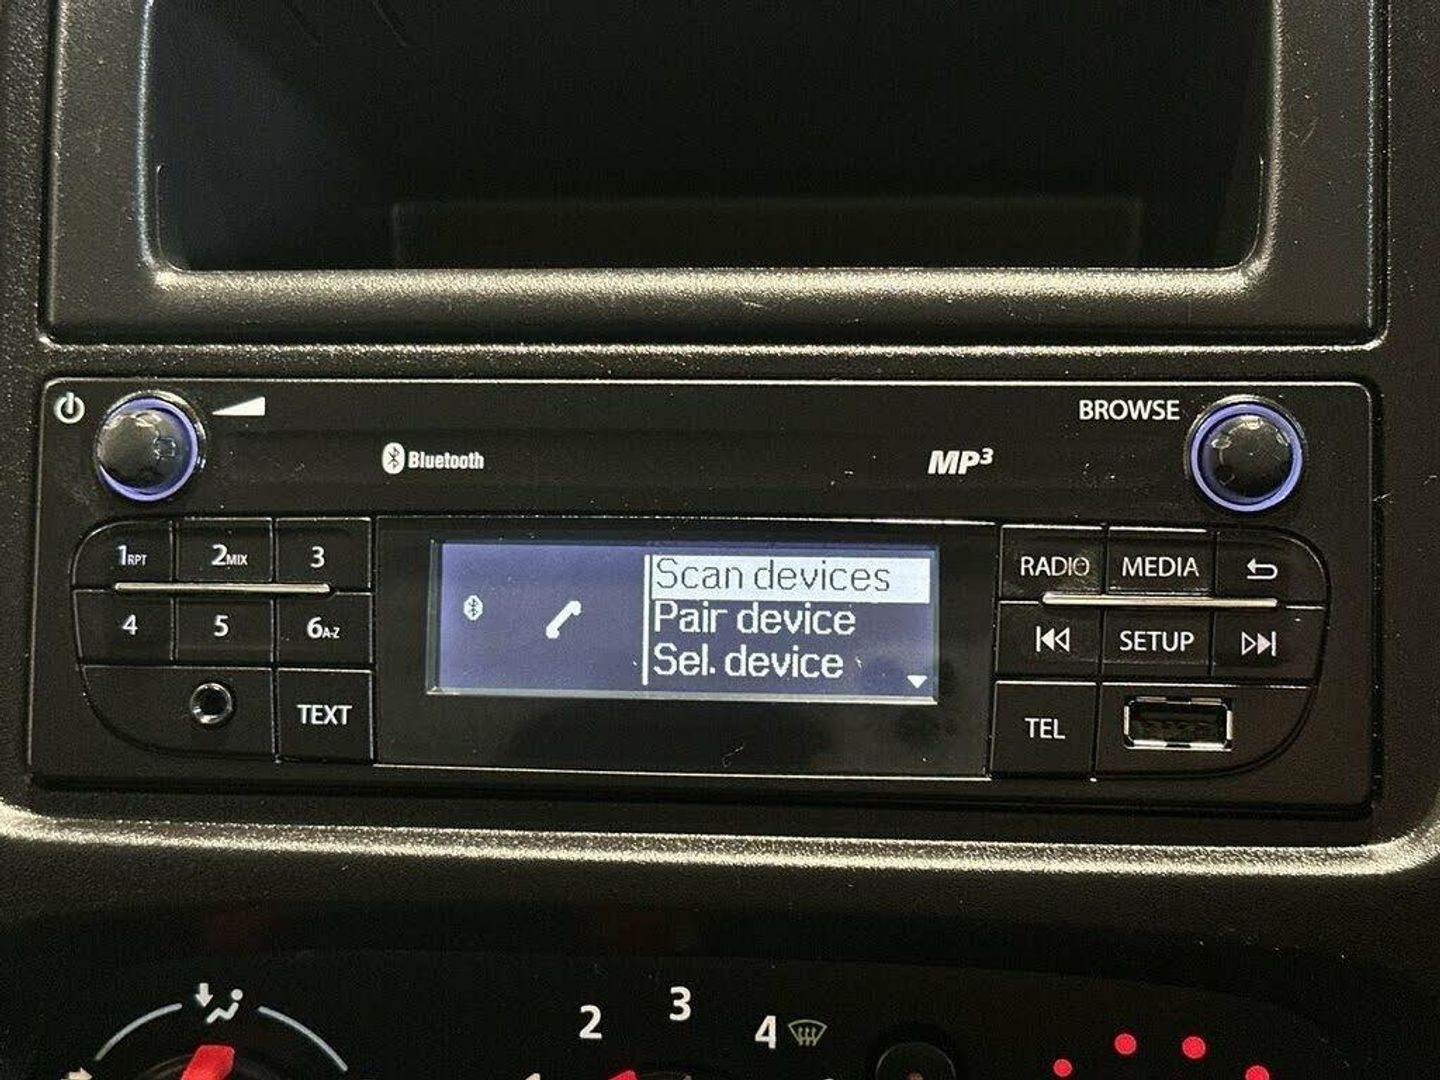 BROWSE
Bluetooth
MP3
1RPT 2MIX 3
4 5 6A-Z
TEXT
Scan devices
Pair device
Sel. device
RADIO MEDIA
SETUP
TEL
2 3 4